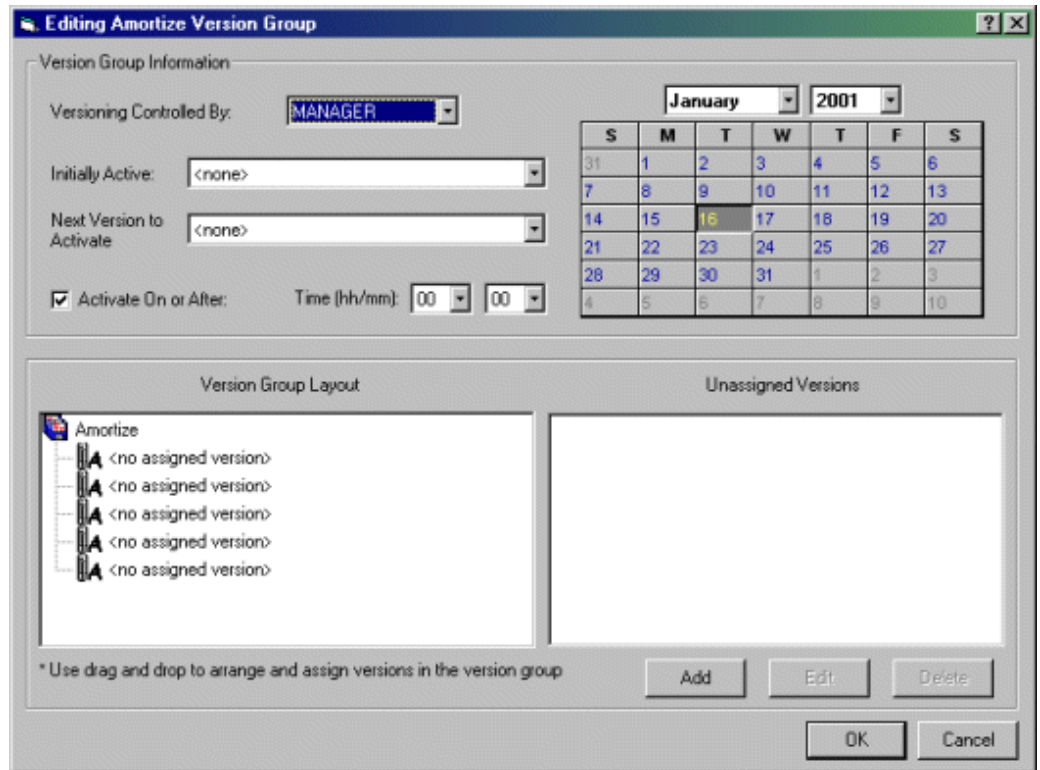 Editing Amortize Version Group
Version Group Information
Versioning Controlled By: MANAGER
January 2001
S M T W T F S
31 1 2 3 4 5 6
7 8 9 10 11 12 13
14 15 16 17 18 19 20
21 22 23 24 25 26 27
28 29 30 31 1 2 3
4 5 6 7 8 9 10
Initially Active: <none>
Next Version to
Activate
<none>
Activate On or After: Time (hh/mm): 00 00
Version Group Layout
Amortize
<no assigned version>
<no assigned version>
<no assigned version>
<no assigned version>
<no assigned version>
Unassigned Versions
* Use drag and drop to arrange and assign versions in the version group
Add Edit Delete
OK Cancel